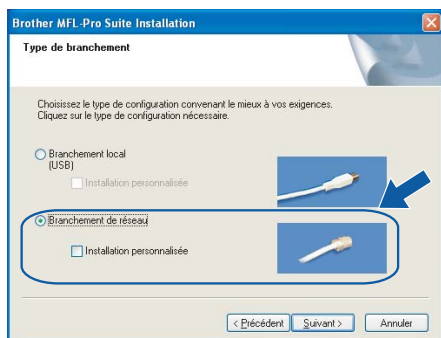 Brother MFL-Pro Suite Installation
Type de branchement
Choisissez le type de configuration convenant le mieux à vos exigences.
Cliquez sur le type de configuration nécessaire.
Branchement local
(USB)
Installation personnalisée
Branchement de réseau
Installation personnalisée
< Précédent
Suivant >
Annuler